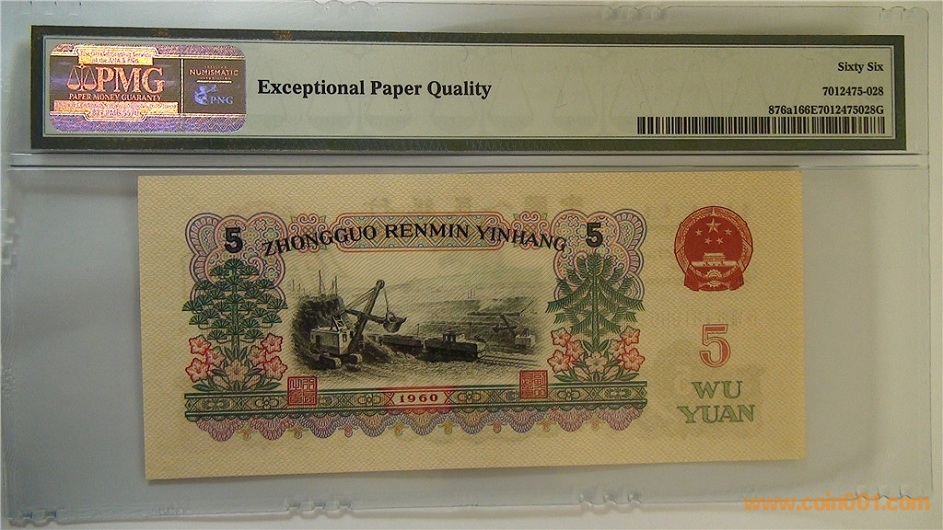 PMG
PAPER MONEY GUARANTY
NUMISMATIC
PNG
Exceptional Paper Quality
Sixty Six
7012475-028
876a166E7012475028G
5
ZHONGGUO RENMIN YINHANG
5
5
WU
YUAN
1960
www.coin001.com